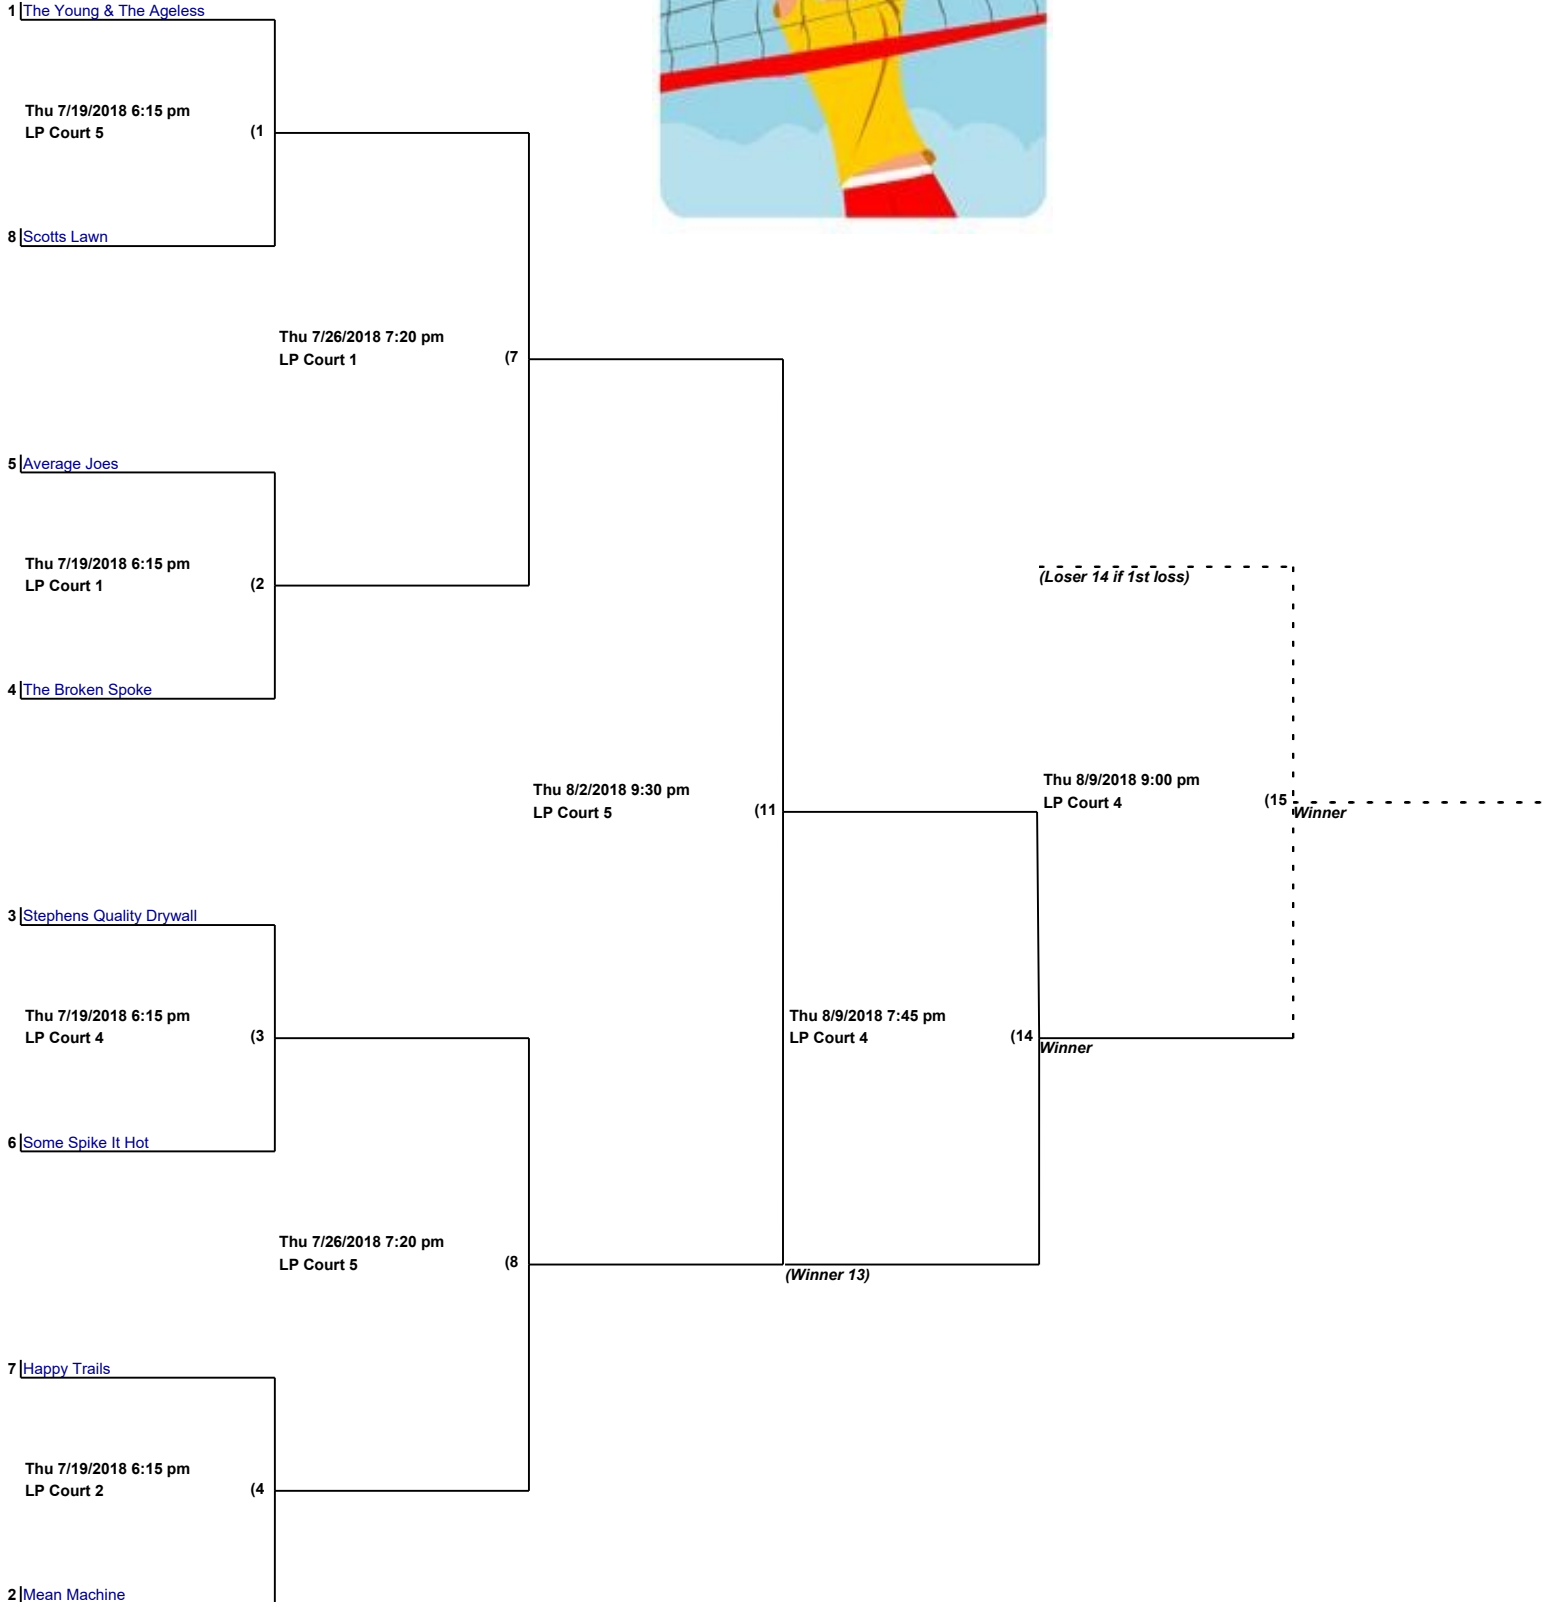 1 The Young & The Ageless
Thu 7/19/2018 6:15 pm
LP Court 5 (1
8 Scotts Lawn
Thu 7/26/2018 7:20 pm
LP Court 1 (7
5 Average Joes
Thu 7/19/2018 6:15 pm
LP Court 1 (2
(Loser 14 if 1st loss)
4 The Broken Spoke
Thu 8/2/2018 9:30 pm
LP Court 5 (11
Thu 8/9/2018 9:00 pm
LP Court 4 (15
Winner
3 Stephens Quality Drywall
Thu 7/19/2018 6:15 pm
LP Court 4 (3
Thu 8/9/2018 7:45 pm
LP Court 4 (14
Winner
6 Some Spike It Hot
Thu 7/26/2018 7:20 pm
LP Court 5 (8
(Winner 13)
7 Happy Trails
Thu 7/19/2018 6:15 pm
LP Court 2 (4
2 Mean Machine